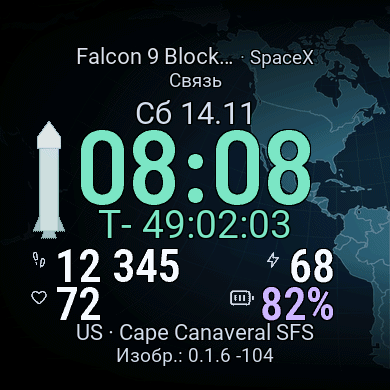 Falcon 9 Block… · SpaceX
Связь
Сб 14.11
08:08
T- 49:02:03
12 345 68
72 82%
US · Cape Canaveral SFS
Изобр.: 0.1.6 -104